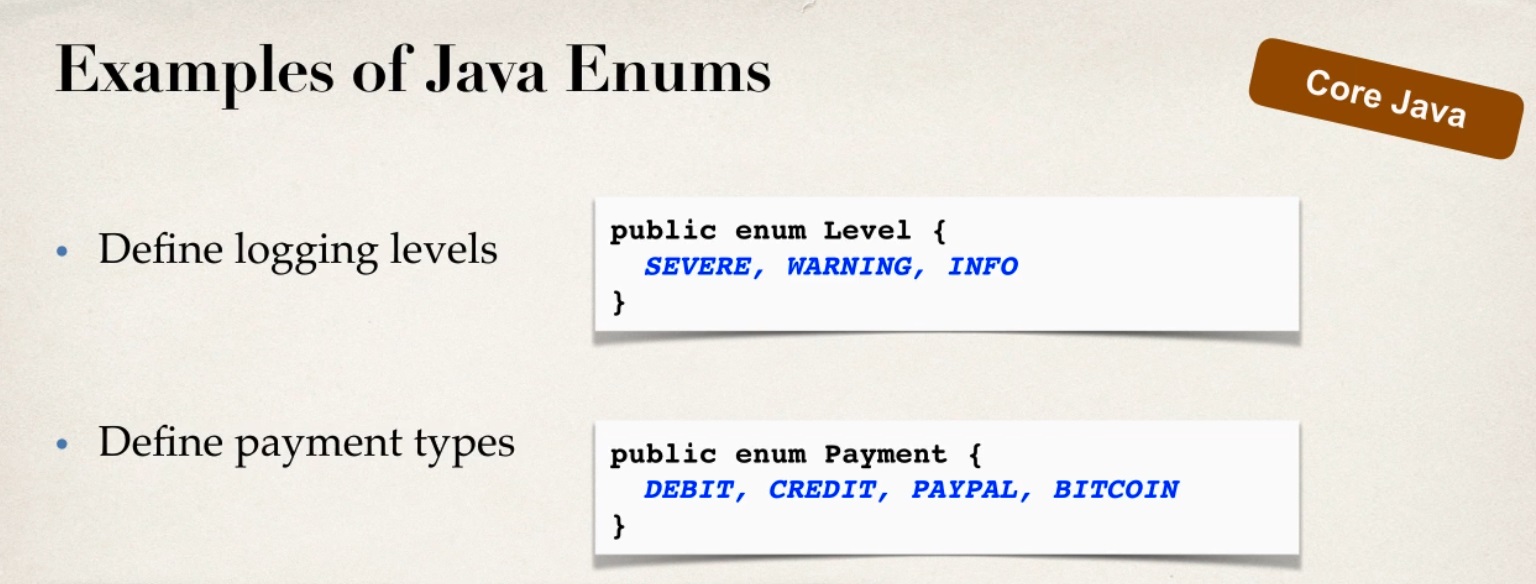 Examples of Java Enums
Core Java
• Define logging levels
public enum Level {
  SEVERE, WARNING, INFO
}
• Define payment types
public enum Payment {
  DEBIT, CREDIT, PAYPAL, BITCOIN
}